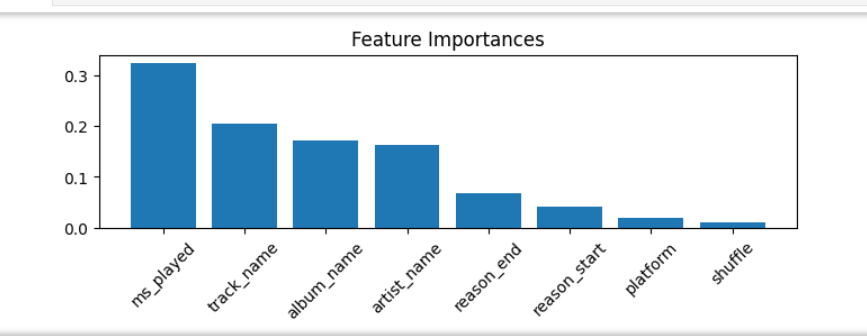 Feature Importances
0.3
0.2
0.1
0.0
ms_played
track_name
album_name
artist_name
reason_end
reason_start
platform
shuffle